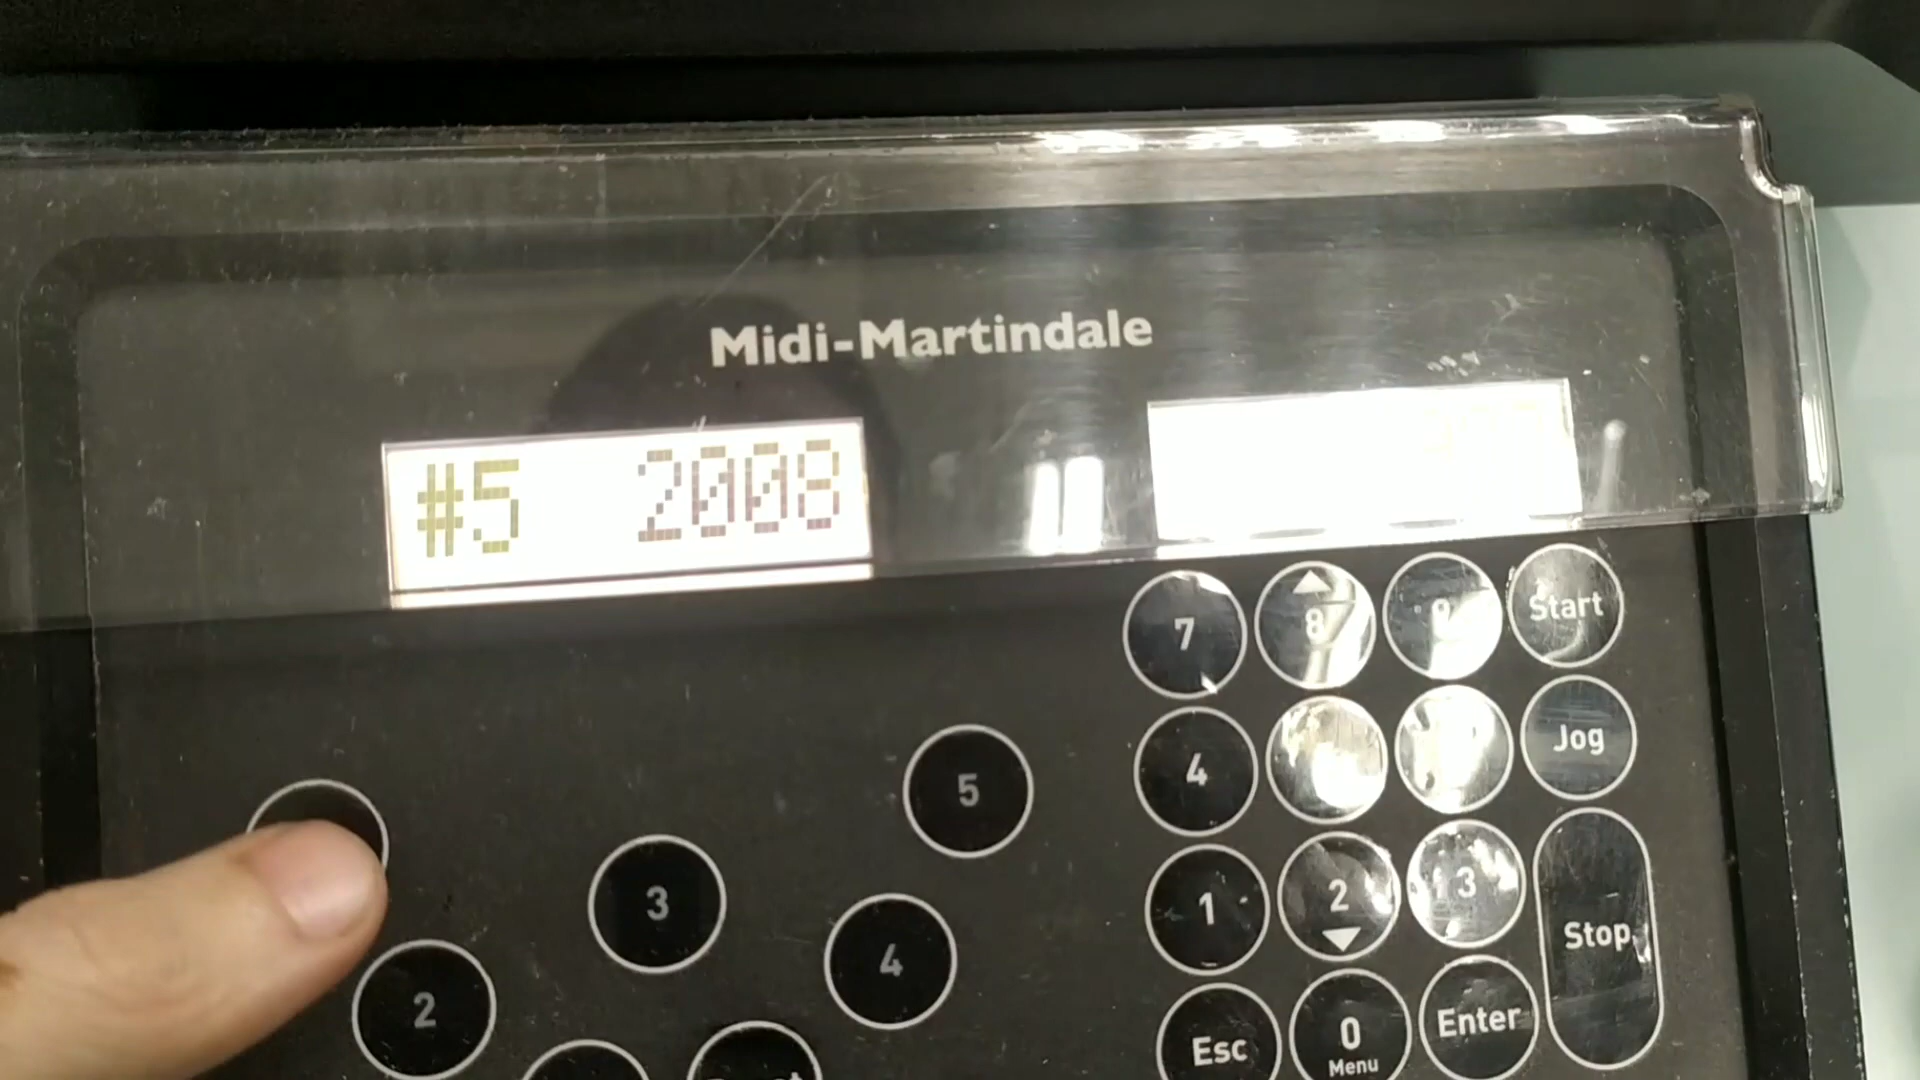 Midi-Martindale
#5 2008
7 8 9 Start
4 Jog
5
3
1 2 3 Stop
4
2
Esc 0 Enter
Menu